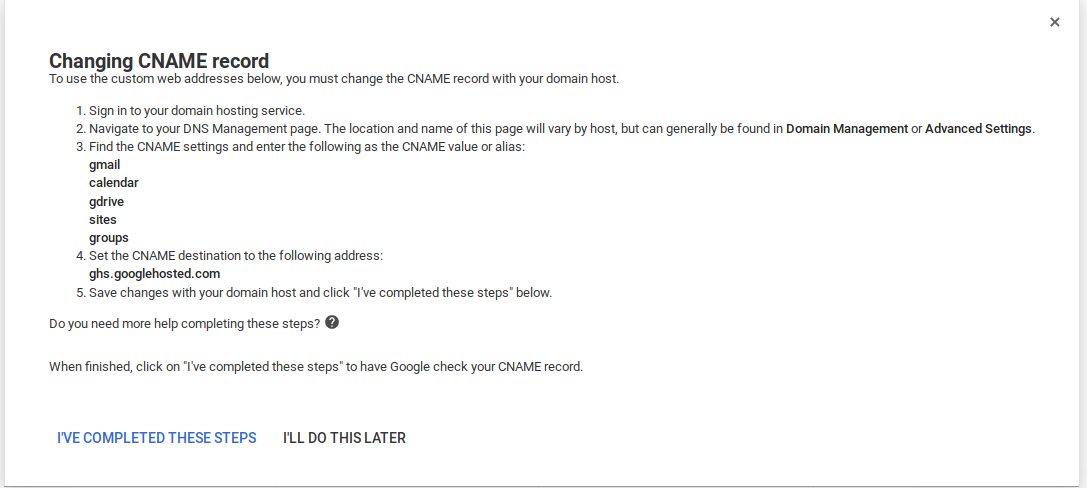 Changing CNAME record
To use the custom web addresses below, you must change the CNAME record with your domain host.
1. Sign in to your domain hosting service.
2. Navigate to your DNS Management page. The location and name of this page will vary by host, but can generally be found in Domain Management or Advanced Settings.
3. Find the CNAME settings and enter the following as the CNAME value or alias:
gmail
calendar
gdrive
sites
groups
4. Set the CNAME destination to the following address:
ghs.googlehosted.com
5. Save changes with your domain host and click "I've completed these steps" below.
Do you need more help completing these steps? ?
When finished, click on "I've completed these steps" to have Google check your CNAME record.
I'VE COMPLETED THESE STEPS I'LL DO THIS LATER